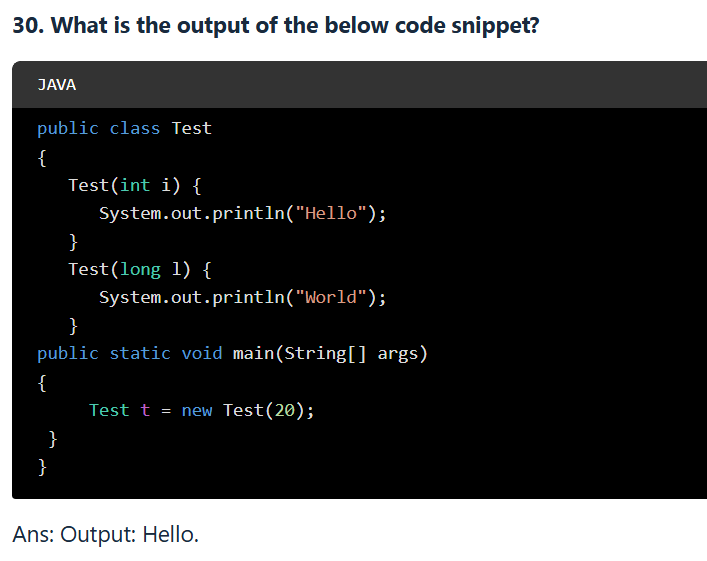 30. What is the output of the below code snippet?
JAVA
public class Test
{
Test(int i) {
System.out.println("Hello");
}
Test(long l) {
System.out.println("World");
}
public static void main(String[] args)
{
Test t = new Test(20);
}
}
Ans: Output: Hello.